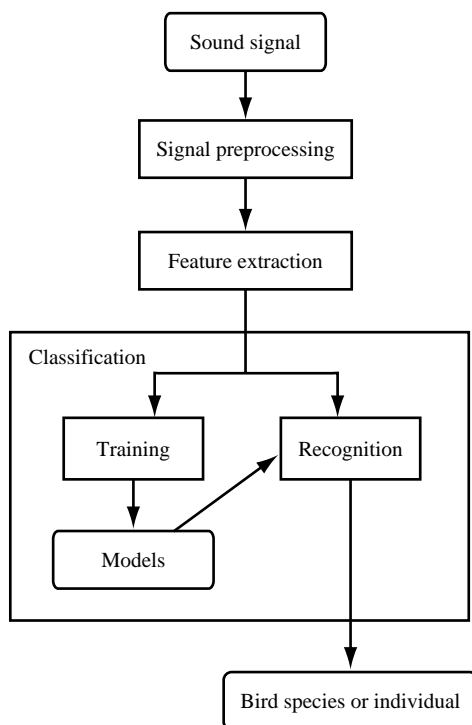 Sound signal
Signal preprocessing
Feature extraction
Classification
Training
Recognition
Models
Bird species or individual